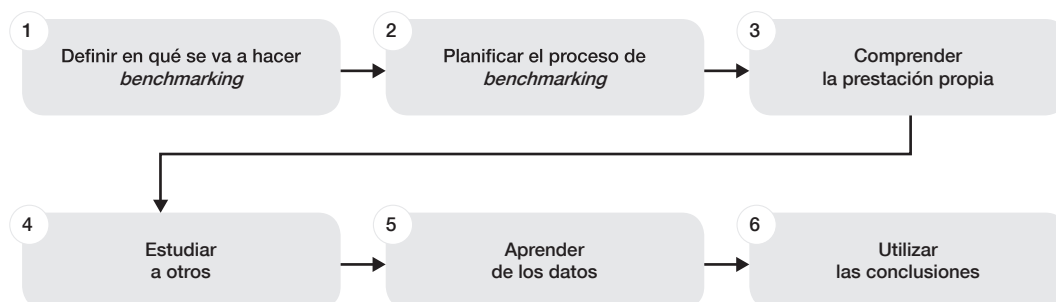 1
Definir en qué se va a hacer
benchmarking
2
Planificar el proceso de
benchmarking
3
Comprender
la prestación propia
4
Estudiar
a otros
5
Aprender
de los datos
6
Utilizar
las conclusiones